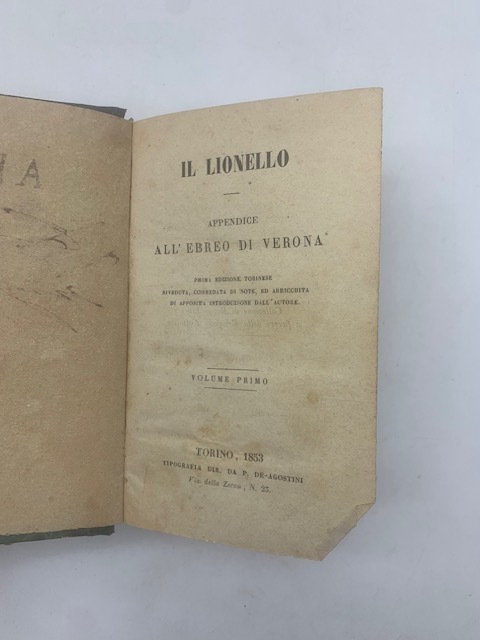 IL LIONELLO
APPENDICE
ALL' EBREO DI VERONA
PRIMA EDIZIONE TORINESE
RIVEDUTA, CORREDATA DI NOTE, ED ARRICCHITA
DI APPOSITA INTRODUZIONE DALL' AUTORE.
VOLUME PRIMO
TORINO, 1853
TIPOGRAFIA DIR. DA P. DE-AGOSTINI
Via della Zecca, N. 23.